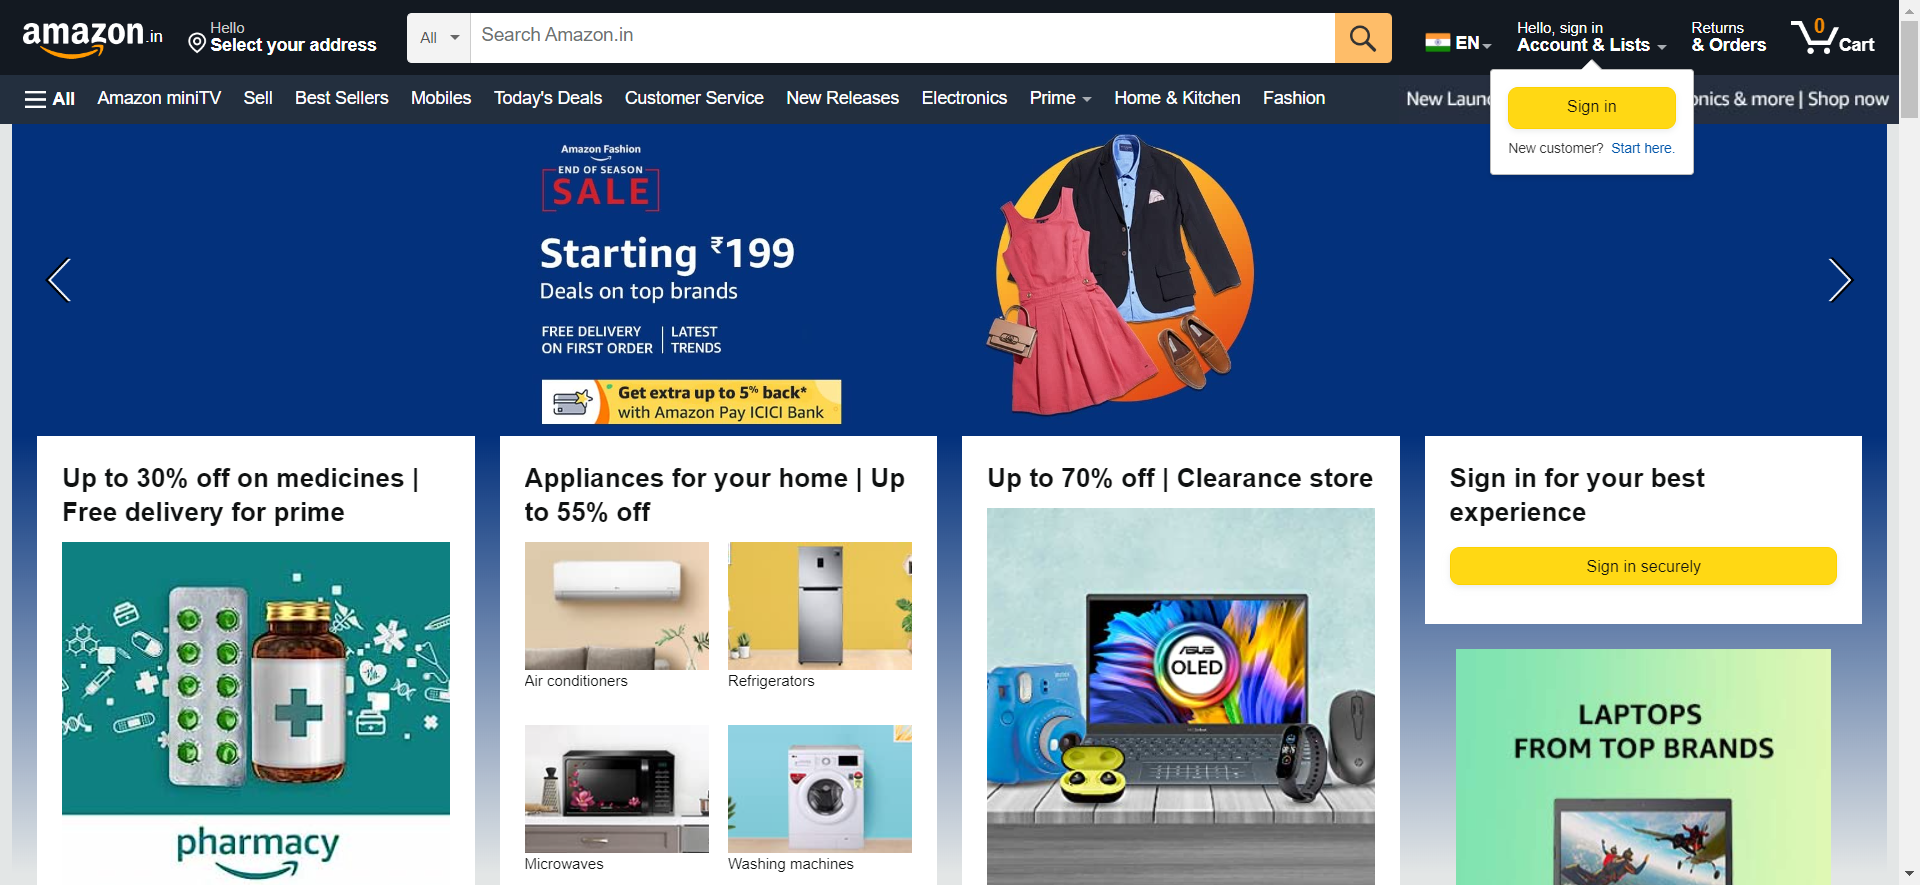 amazon.in
Hello
Select your address
All
Search Amazon.in
EN
Hello, sign in
Account & Lists
Returns
& Orders
0
Cart
All
Amazon miniTV
Sell
Best Sellers
Mobiles
Today's Deals
Customer Service
New Releases
Electronics
Prime
Home & Kitchen
Fashion
New
& more | Shop now
Sign in
New customer? Start here.
Amazon Fashion
END OF SEASON
SALE
Starting ₹199
Deals on top brands
FREE DELIVERY
ON FIRST ORDER
LATEST
TRENDS
Get extra up to 5% back*
with Amazon Pay ICICI Bank
Up to 30% off on medicines |
Free delivery for prime
pharmacy
Appliances for your home | Up
to 55% off
Air conditioners
Refrigerators
Microwaves
Washing machines
Up to 70% off | Clearance store
ASUS
OLED
Sign in for your best
experience
Sign in securely
LAPTOPS
FROM TOP BRANDS